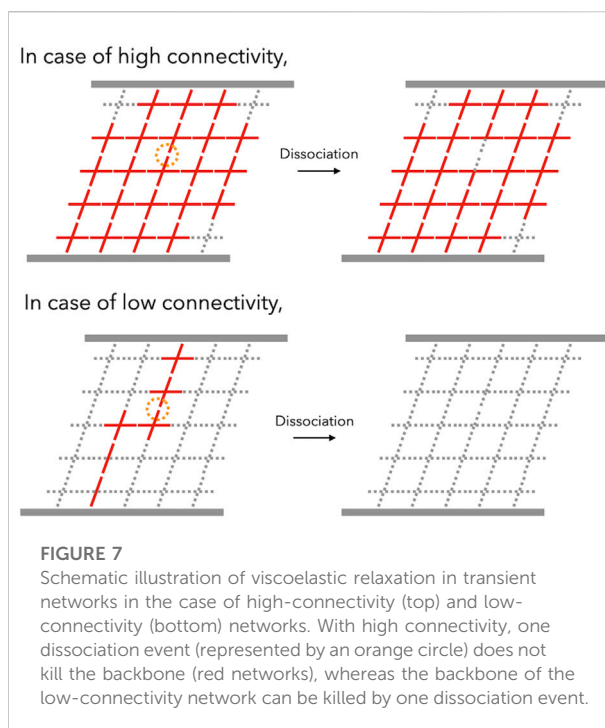 In case of high connectivity,
Dissociation
In case of low connectivity,
Dissociation
FIGURE 7
Schematic illustration of viscoelastic relaxation in transient
networks in the case of high-connectivity (top) and low-
connectivity (bottom) networks. With high connectivity, one
dissociation event (represented by an orange circle) does not
kill the backbone (red networks), whereas the backbone of the
low-connectivity network can be killed by one dissociation event.